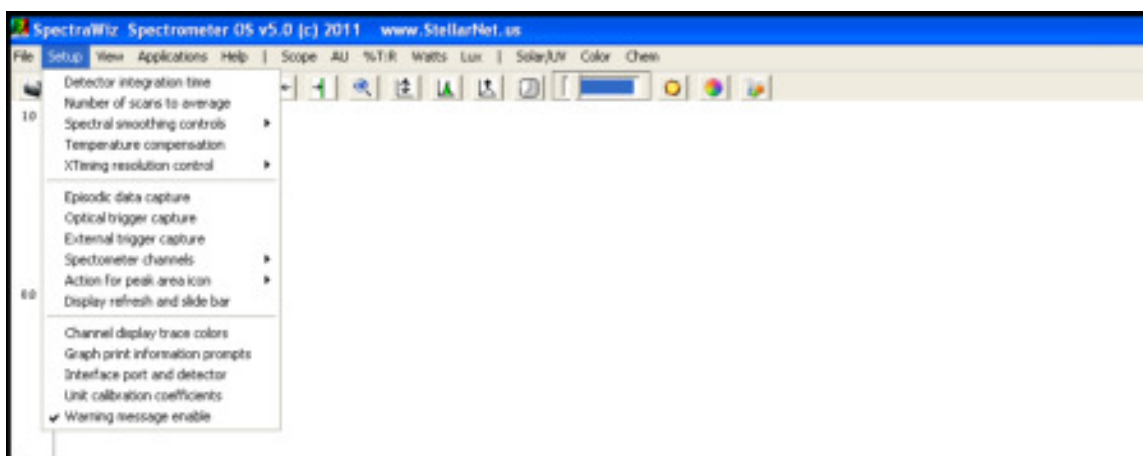 SpectraWiz Spectrometer OS v5.0 (c) 2011 www.StellarNet.us
File Setup View Applications Help | Scope AU %T:R Watts Lux | Solar/UV Color Chem
Detector integration time
Number of scans to average
Spectral smoothing controls
Temperature compensation
XTiming resolution control
Episodic data capture
Optical trigger capture
External trigger capture
Spectometer channels
Action for peak area icon
Display refresh and slide bar
Channel display trace colors
Graph print information prompts
Interface port and detector
Unit calibration coefficients
Warning message enable